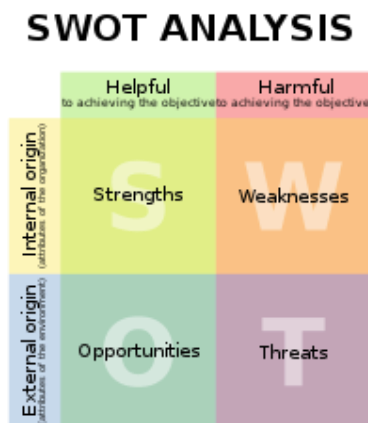 SWOT ANALYSIS
Helpful
to achieving the objective
Harmful
to achieving the objective
Internal origin
(attributes of the organization)
S
Strengths
W
Weaknesses
External origin
(attributes of the environment)
O
Opportunities
T
Threats